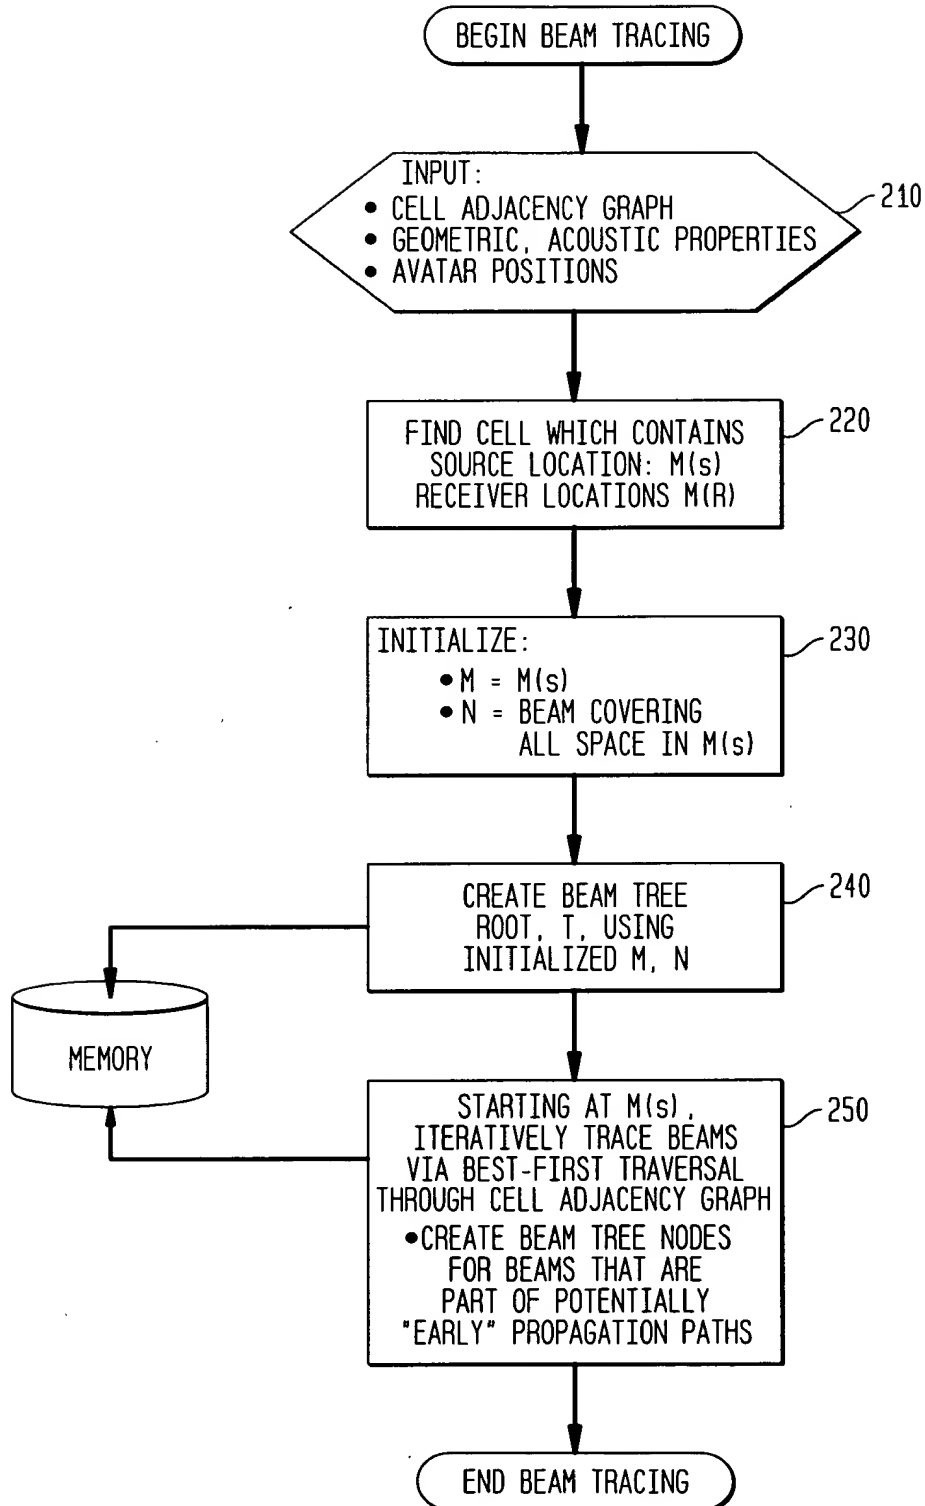 BEGIN BEAM TRACING
INPUT:
• CELL ADJACENCY GRAPH
• GEOMETRIC, ACOUSTIC PROPERTIES
• AVATAR POSITIONS
210
FIND CELL WHICH CONTAINS
SOURCE LOCATION: M(s)
RECEIVER LOCATIONS M(R)
220
INITIALIZE:
• M = M(s)
• N = BEAM COVERING
ALL SPACE IN M(s)
230
CREATE BEAM TREE
ROOT, T, USING
INITIALIZED M, N
240
MEMORY
STARTING AT M(s),
ITERATIVELY TRACE BEAMS
VIA BEST-FIRST TRAVERSAL
THROUGH CELL ADJACENCY GRAPH
• CREATE BEAM TREE NODES
FOR BEAMS THAT ARE
PART OF POTENTIALLY
"EARLY" PROPAGATION PATHS
250
END BEAM TRACING